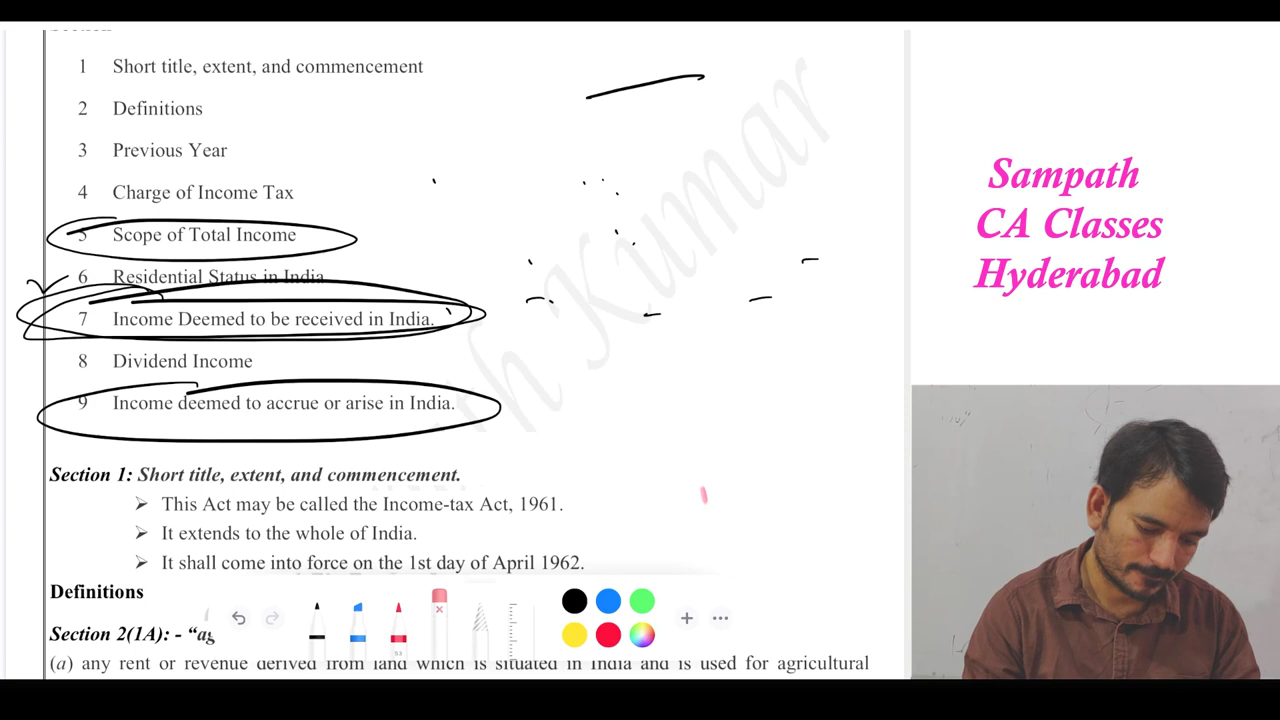 1 Short title, extent, and commencement
2 Definitions
3 Previous Year
4 Charge of Income Tax
5 Scope of Total Income
6 Residential Status in India
7 Income Deemed to be received in India.
8 Dividend Income
9 Income deemed to accrue or arise in India.
Section 1: Short title, extent, and commencement.
➢ This Act may be called the Income-tax Act, 1961.
➢ It extends to the whole of India.
➢ It shall come into force on the 1st day of April 1962.
Definitions
Section 2(1A): - “ag
(a) any rent or revenue derived from land which is situated in India and is used for agricultural
Kumar
Sampath
CA Classes
Hyderabad